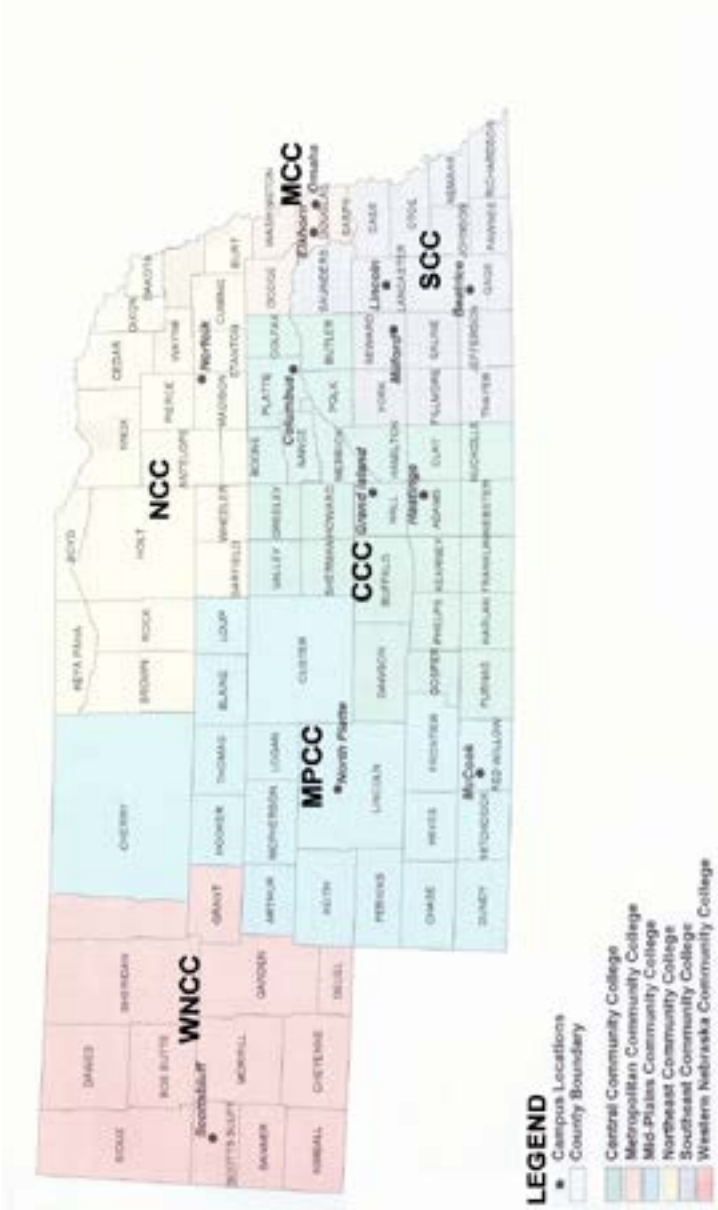 SIOUX
DAWES
SHERIDAN
CHERRY
KEYA PAHA
BOYD
BROWN
ROCK
HOLT
KNOX
CEDAR
DIXON
DAKOTA
BOX BUTTE
WNCC
Scottsbluff
SCOTTS BLUFF
MORRILL
GARDEN
GRANT
HOOKER
THOMAS
BLAINE
LOUP
GARFIELD
WHEELER
NCC
ANTELOPE
PIERCE
WAYNE
MADISON
Norfolk
STANTON
CUMING
BURT
BANNER
KIMBALL
CHEYENNE
DEUEL
ARTHUR
MCPHERSON
LOGAN
CUSTER
VALLEY
GREELEY
BOONE
PLATTE
COLFAX
DODGE
WASHINGTON
Columbus
NANCE
SHERMAN
HOWARD
MERRICK
POLK
BUTLER
SAUNDERS
Elkhorn
DOUGLAS
MCC
Omaha
SARPY
KEITH
MPCC
North Platte
LINCOLN
PERKINS
DAWSON
CCC
BUFFALO
Grand Island
HALL
HAMILTON
YORK
SEWARD
Milford
Lincoln
LANCASTER
CASS
OTOE
CHASE
HAYES
FRONTIER
GOSPER
PHELPS
KEARNEY
ADAMS
Hastings
CLAY
FILLMORE
SALINE
SCC
Beatrice
JOHNSON
NEMAHA
DUNDY
HITCHCOCK
McCook
RED WILLOW
FURNAS
HARLAN
FRANKLIN
WEBSTER
NUCKOLLS
THAYER
JEFFERSON
GAGE
PAWNEE
RICHARDSON
LEGEND
Campus Locations
County Boundary
Central Community College
Metropolitan Community College
Mid-Plains Community College
Northeast Community College
Southeast Community College
Western Nebraska Community College